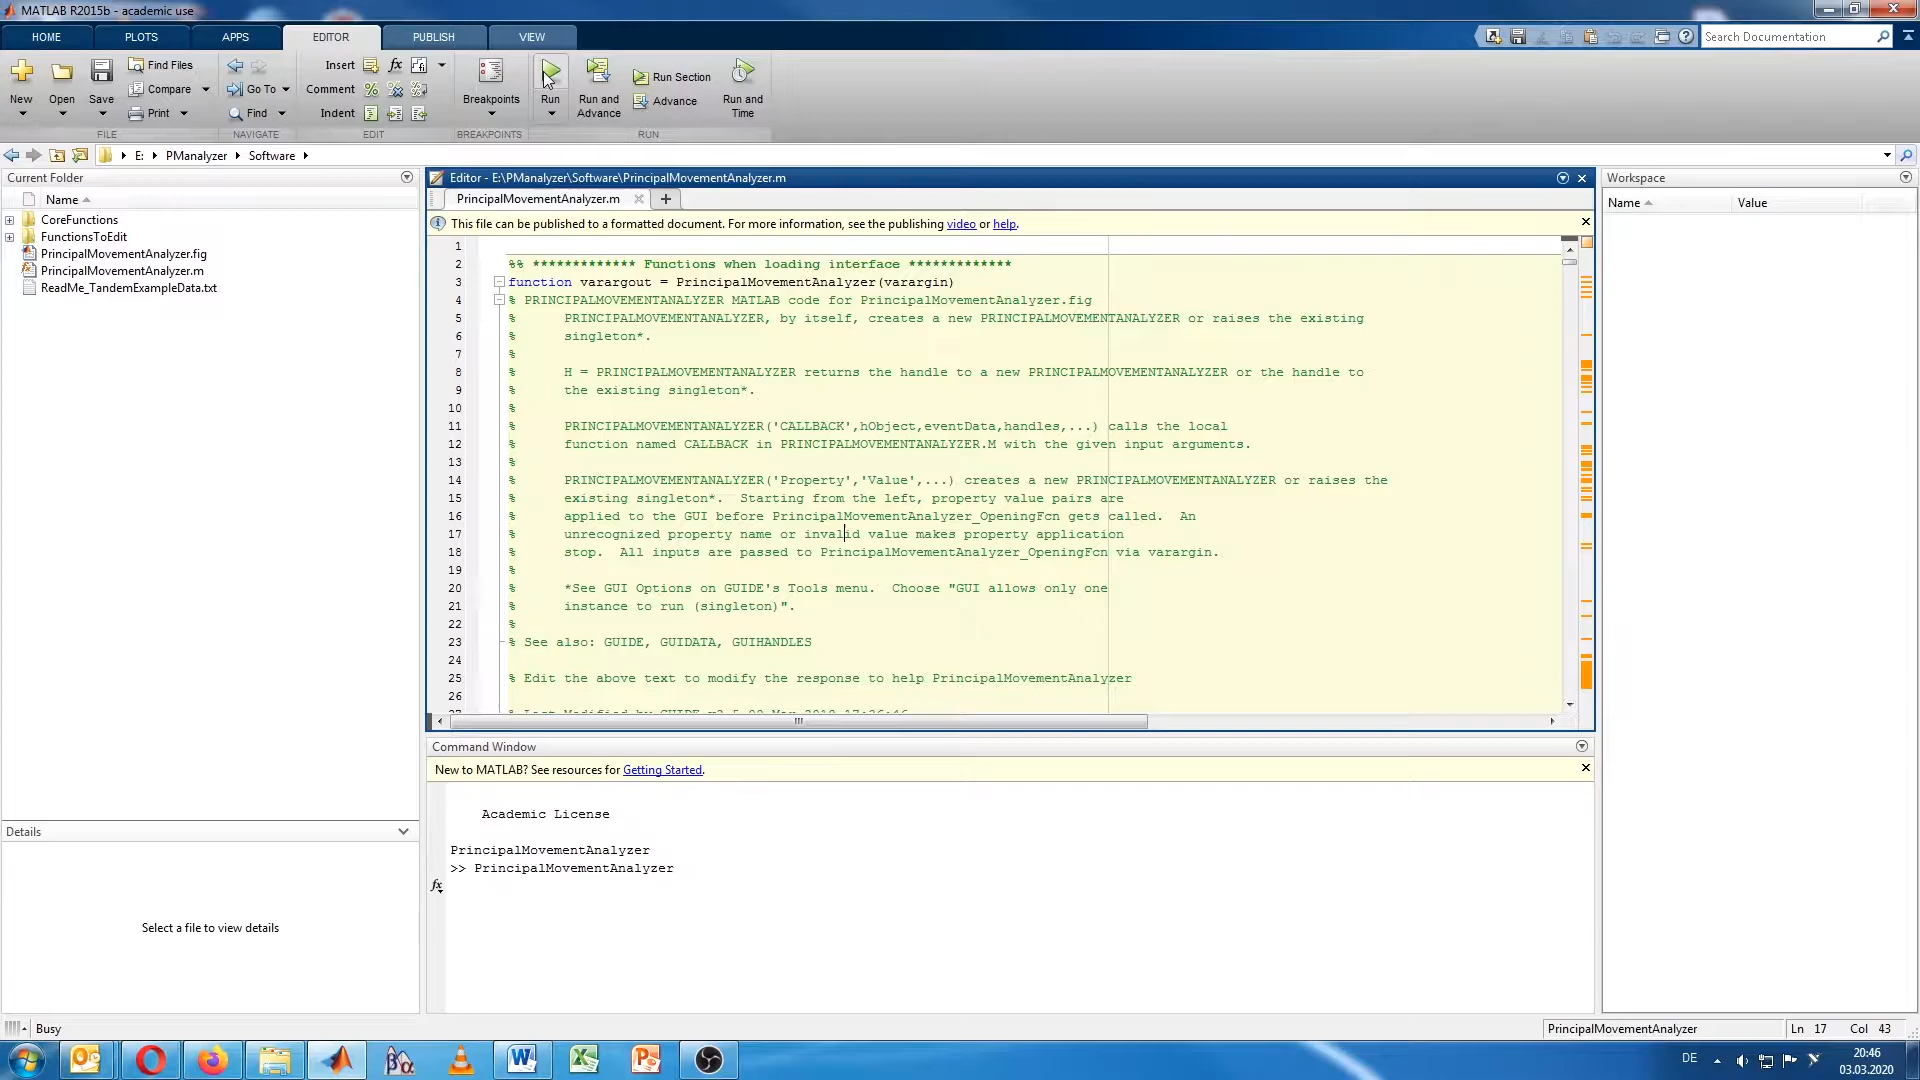 MATLAB R2015b - academic use
HOME
PLOTS
APPS
EDITOR
PUBLISH
VIEW
Search Documentation
New
Open
Save
Find Files
Compare
Print
Go To
Find
Insert
Comment
Indent
Breakpoints
Run
Run and Advance
Run Section
Advance
Run and Time
FILE
NAVIGATE
EDIT
BREAKPOINTS
RUN
E:
PManalyzer
Software
Current Folder
Name
CoreFunctions
FunctionsToEdit
PrincipalMovementAnalyzer.fig
PrincipalMovementAnalyzer.m
ReadMe_TandemExampleData.txt
Details
Select a file to view details
Editor - E:\PManalyzer\Software\PrincipalMovementAnalyzer.m
PrincipalMovementAnalyzer.m
This file can be published to a formatted document. For more information, see the publishing video or help.
1
2 %% ************* Functions when loading interface *************
3 function varargout = PrincipalMovementAnalyzer(varargin)
4 % PRINCIPALMOVEMENTANALYZER MATLAB code for PrincipalMovementAnalyzer.fig
5 % PRINCIPALMOVEMENTANALYZER, by itself, creates a new PRINCIPALMOVEMENTANALYZER or raises the existing
6 % singleton*.
7 %
8 % H = PRINCIPALMOVEMENTANALYZER returns the handle to a new PRINCIPALMOVEMENTANALYZER or the handle to
9 % the existing singleton*.
10 %
11 % PRINCIPALMOVEMENTANALYZER('CALLBACK',hObject,eventData,handles,...) calls the local
12 % function named CALLBACK in PRINCIPALMOVEMENTANALYZER.M with the given input arguments.
13 %
14 % PRINCIPALMOVEMENTANALYZER('Property','Value',...) creates a new PRINCIPALMOVEMENTANALYZER or raises the
15 % existing singleton*. Starting from the left, property value pairs are
16 % applied to the GUI before PrincipalMovementAnalyzer_OpeningFcn gets called. An
17 % unrecognized property name or invalid value makes property application
18 % stop. All inputs are passed to PrincipalMovementAnalyzer_OpeningFcn via varargin.
19 %
20 % *See GUI Options on GUIDE's Tools menu. Choose "GUI allows only one
21 % instance to run (singleton)".
22 %
23 % See also: GUIDE, GUIDATA, GUIHANDLES
24
25 % Edit the above text to modify the response to help PrincipalMovementAnalyzer
26
Command Window
New to MATLAB? See resources for Getting Started.
Academic License
PrincipalMovementAnalyzer
>> PrincipalMovementAnalyzer
fx
Workspace
Name
Value
Busy
PrincipalMovementAnalyzer
Ln 17 Col 43
DE
20:46
03.03.2020